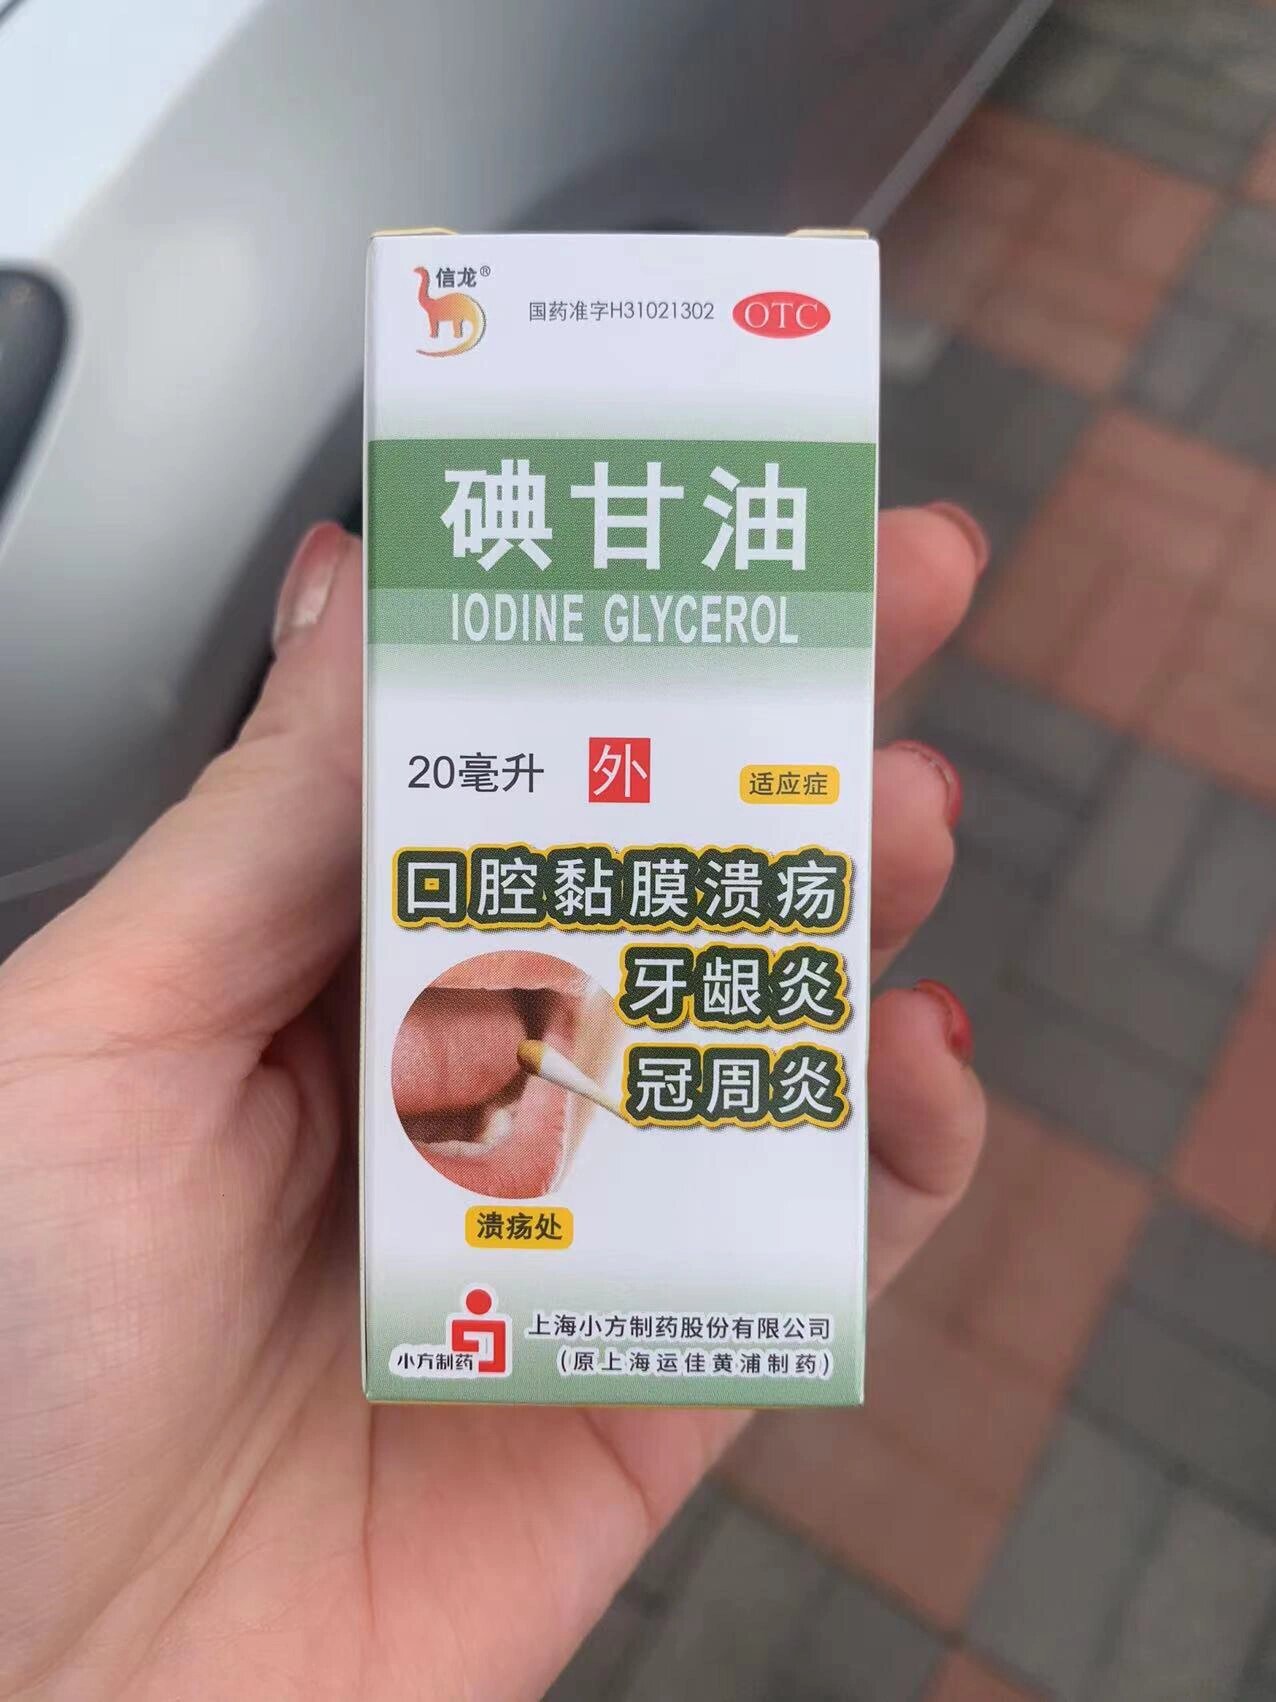 信龙®
国药准字H31021302 OTC
碘甘油
IODINE GLYCEROL
20毫升 外 适应症
口腔黏膜溃疡
牙龈炎
冠周炎
溃疡处
小方制药
上海小方制药股份有限公司
(原上海运佳黄浦制药)